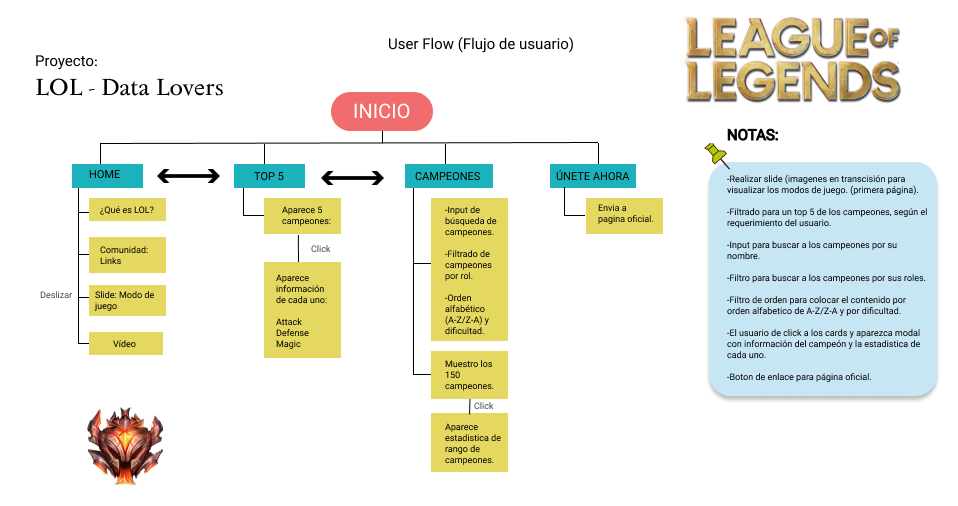 User Flow (Flujo de usuario)
Proyecto:
LOL - Data Lovers
LEAGUE OF
LEGENDS
INICIO
HOME
TOP 5
CAMPEONES
ÚNETE AHORA
¿Qué es LOL?
Comunidad:
Links
Deslizar
Slide: Modo de
juego
Vídeo
Aparece 5
campeones:
Click
Aparece
información
de cada uno:
Attack
Defense
Magic
-Input de
búsqueda de
campeones.
-Filtrado de
campeones
por rol.
-Orden
alfabético
(A-Z/Z-A) y
dificultad.
Muestro los
150
campeones.
Click
Aparece
estadistica de
rango de
campeones.
Envia a
pagina oficial.
NOTAS:
-Realizar slide (imagenes en transcisión para
visualizar los modos de juego. (primera página).
-Filtrado para un top 5 de los campeones, según el
requerimiento del usuario.
-Input para buscar a los campeones por su
nombre.
-Filtro para buscar a los campeones por sus roles.
-Filtro de orden para colocar el contenido por
orden alfabetico de A-Z/Z-A y por dificultad.
-El usuario de click a los cards y aparezca modal
con información del campeón y la estadistica de
cada uno.
-Boton de enlace para página oficial.